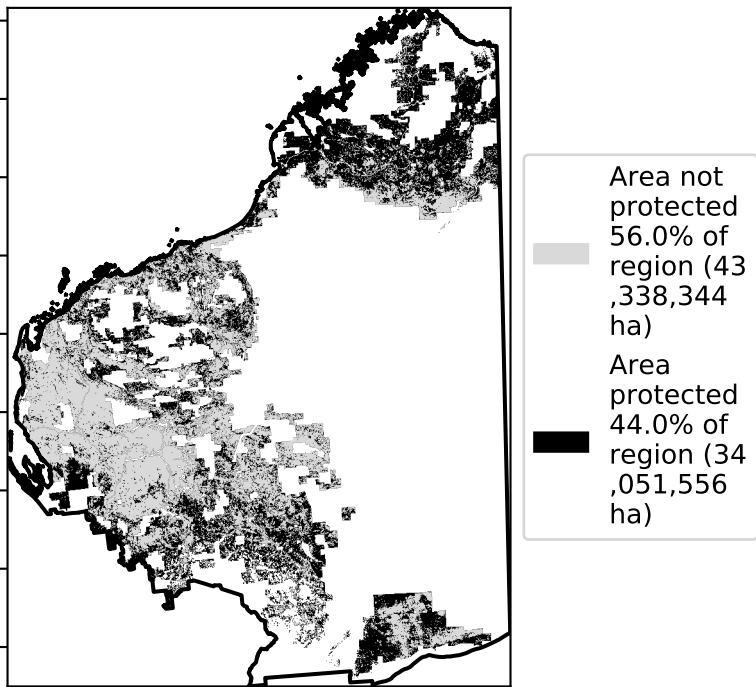 Area not
protected
56.0% of
region (43
,338,344
ha)
Area
protected
44.0% of
region (34
,051,556
ha)